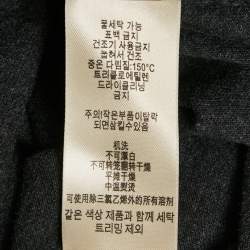 물세탁 가능
표백 금지
건조기 사용금지
눕혀서 건조
중온 다림질:150°C
트리클로로에틸렌
드라이클리닝
금지
주의!작은부품이탈락
되면삼킬수있음
机洗
不可漂白
不可转笼翻转干燥
平摊干燥
中温熨烫
可使用除三氯乙烯外的所有溶剂
같은 색상 제품과 함께 세탁
트리밍 제외